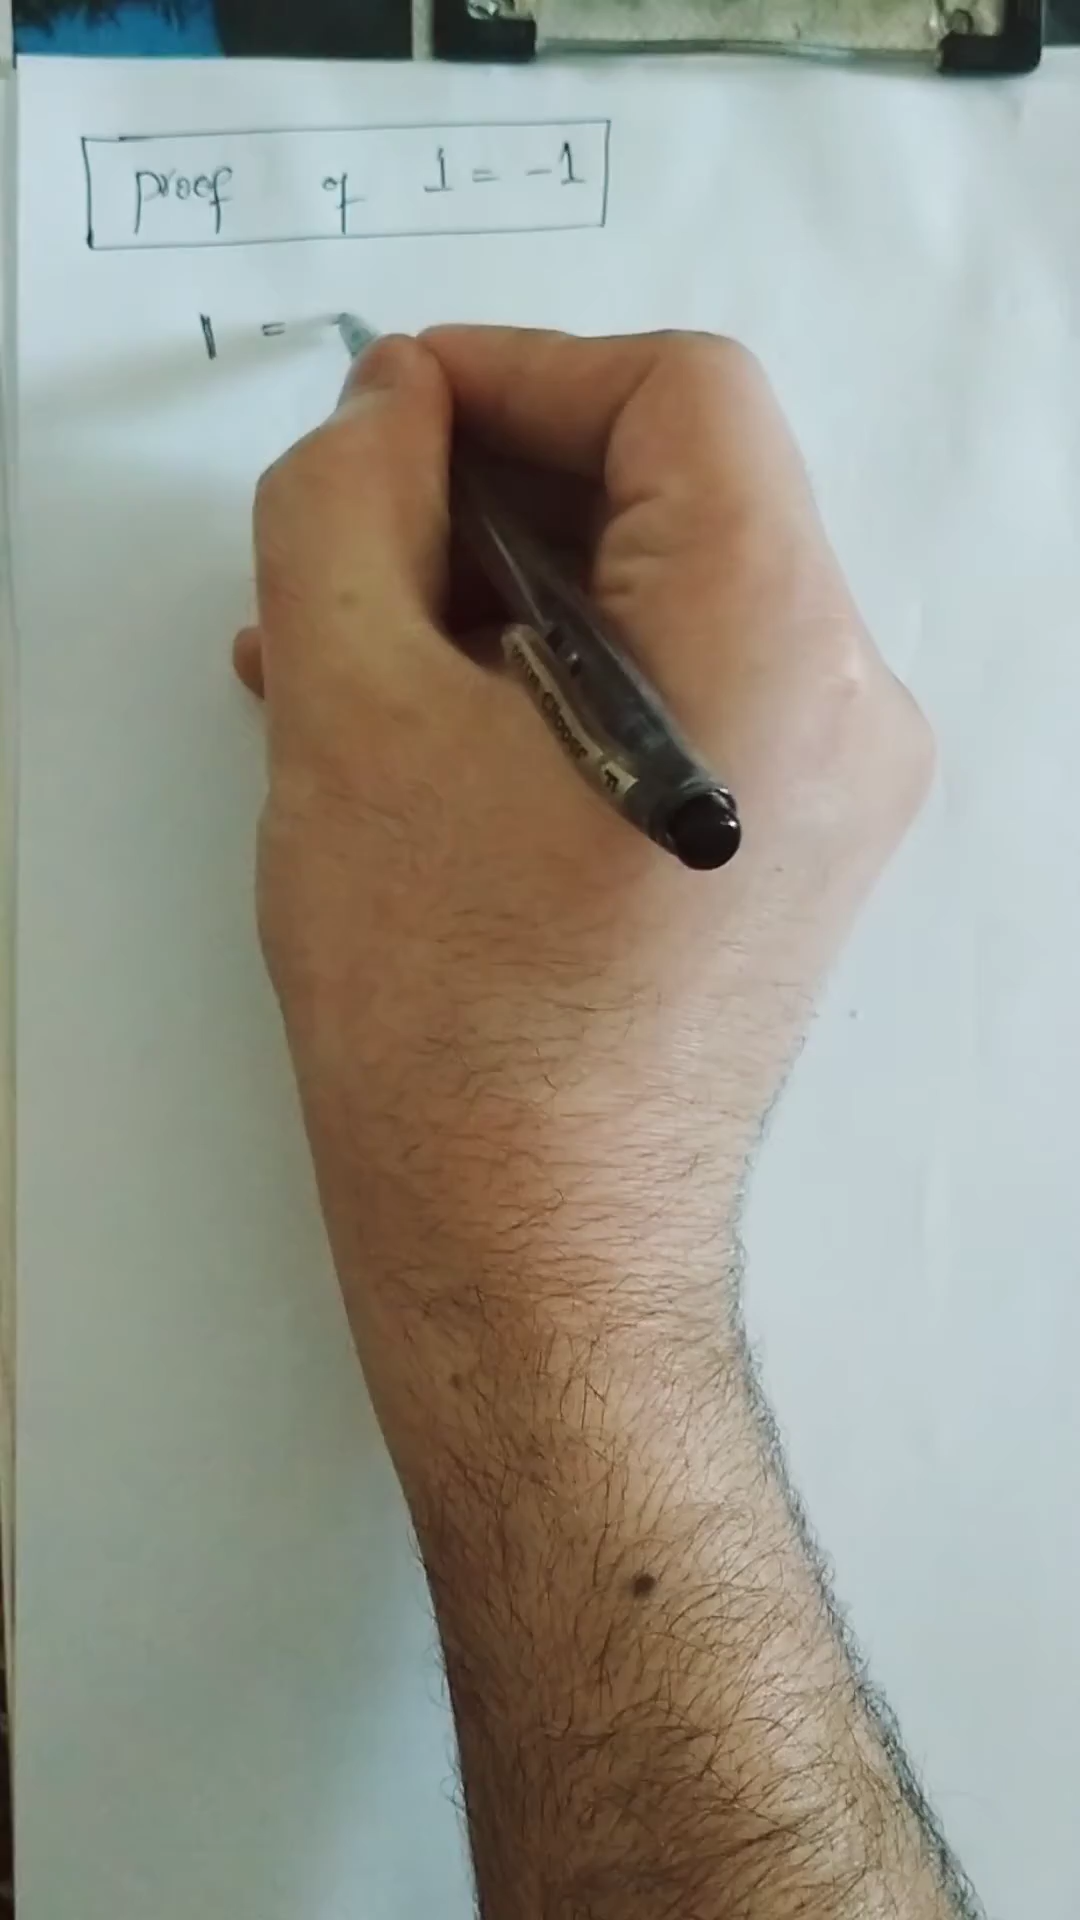 proof of 1 = -1
1 =